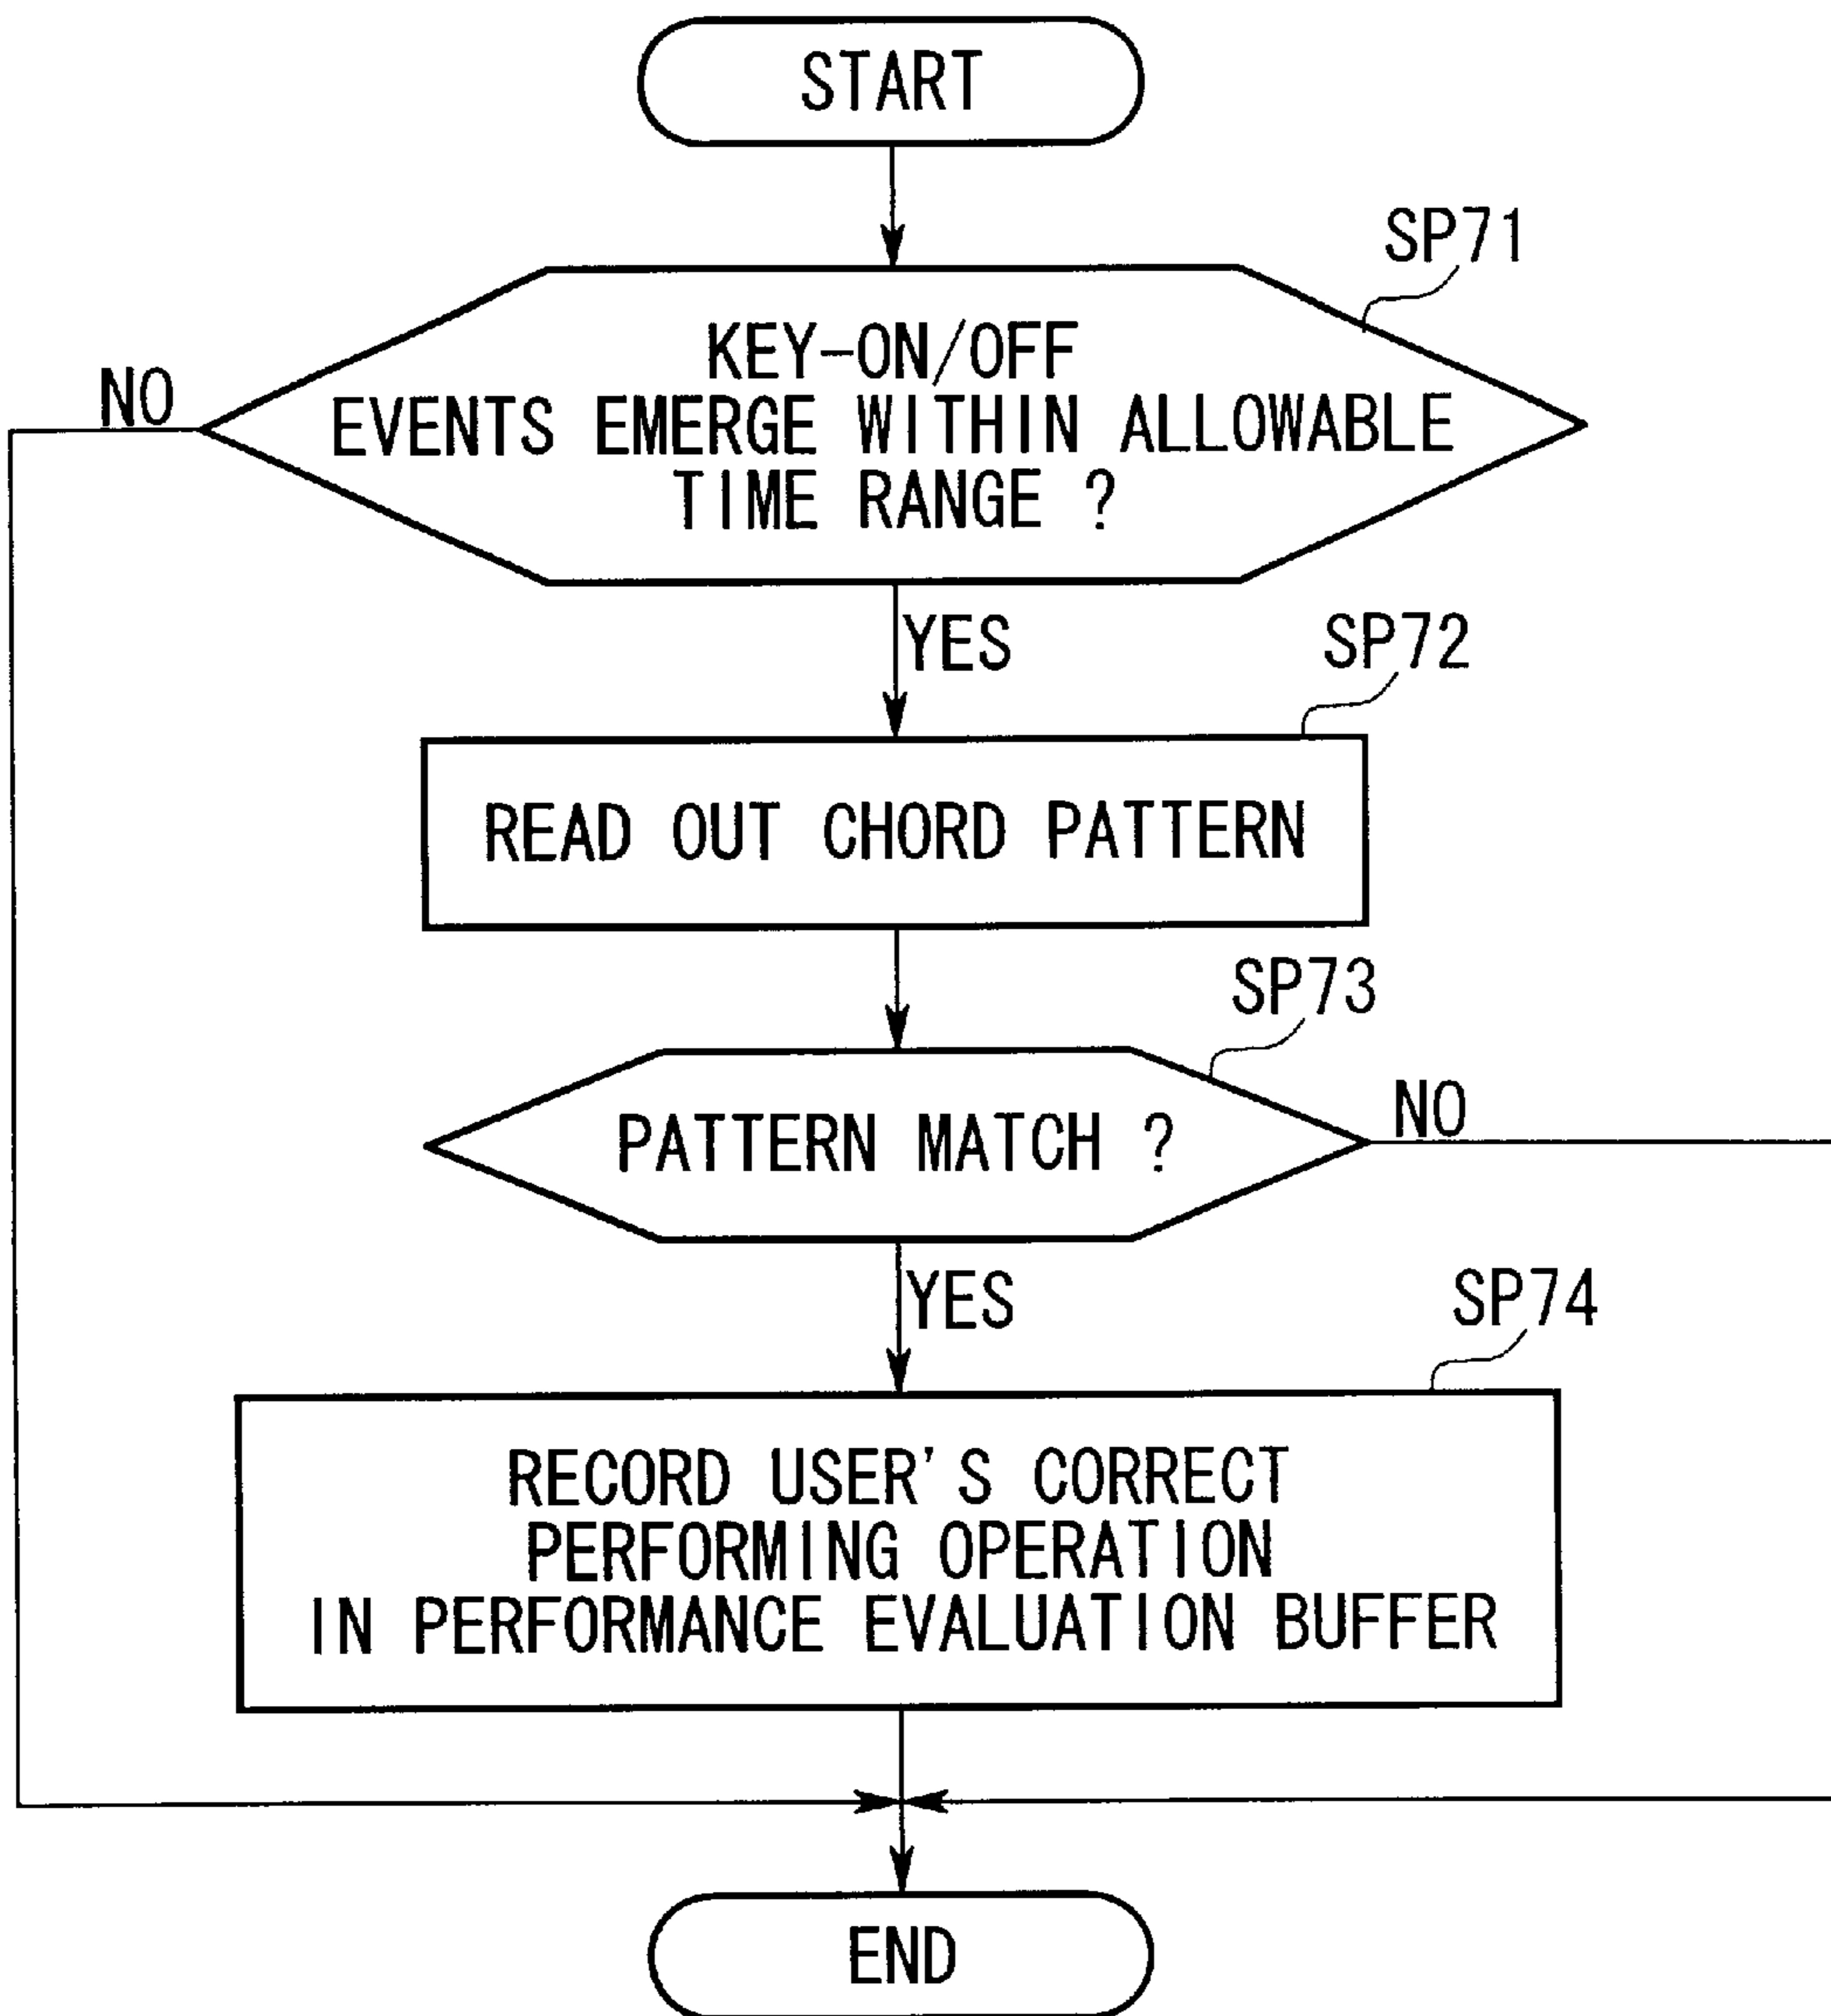 START
SP71
KEY-ON/OFF
NO
EVENTS EMERGE WITHIN ALLOWABLE
TIME RANGE ?
YES
SP72
READ OUT CHORD PATTERN
SP73
NO
PATTERN MATCH ?
YES
SP74
RECORD USER'S CORRECT
PERFORMING OPERATION
IN PERFORMANCE EVALUATION BUFFER
END